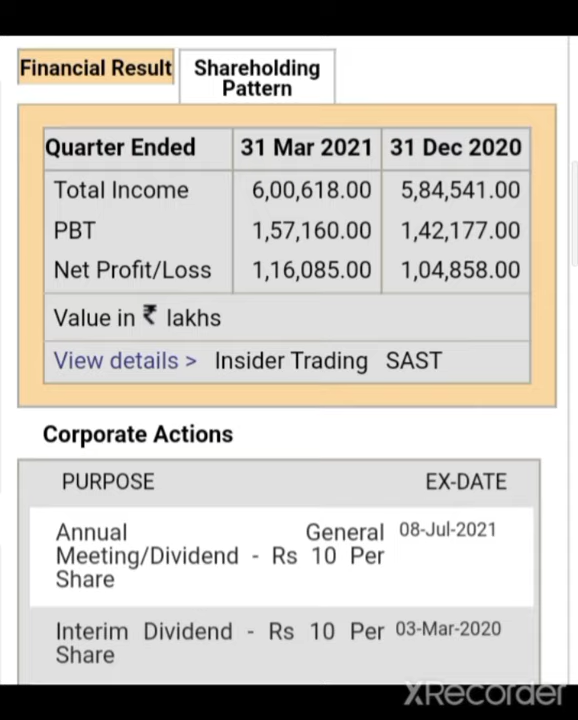 Financial Result
Shareholding
Pattern
Quarter Ended 31 Mar 2021 31 Dec 2020
Total Income 6,00,618.00 5,84,541.00
PBT 1,57,160.00 1,42,177.00
Net Profit/Loss 1,16,085.00 1,04,858.00
Value in ₹ lakhs
View details > Insider Trading SAST
Corporate Actions
PURPOSE EX-DATE
Annual General 08-Jul-2021
Meeting/Dividend - Rs 10 Per
Share
Interim Dividend - Rs 10 Per 03-Mar-2020
Share
XRecorder